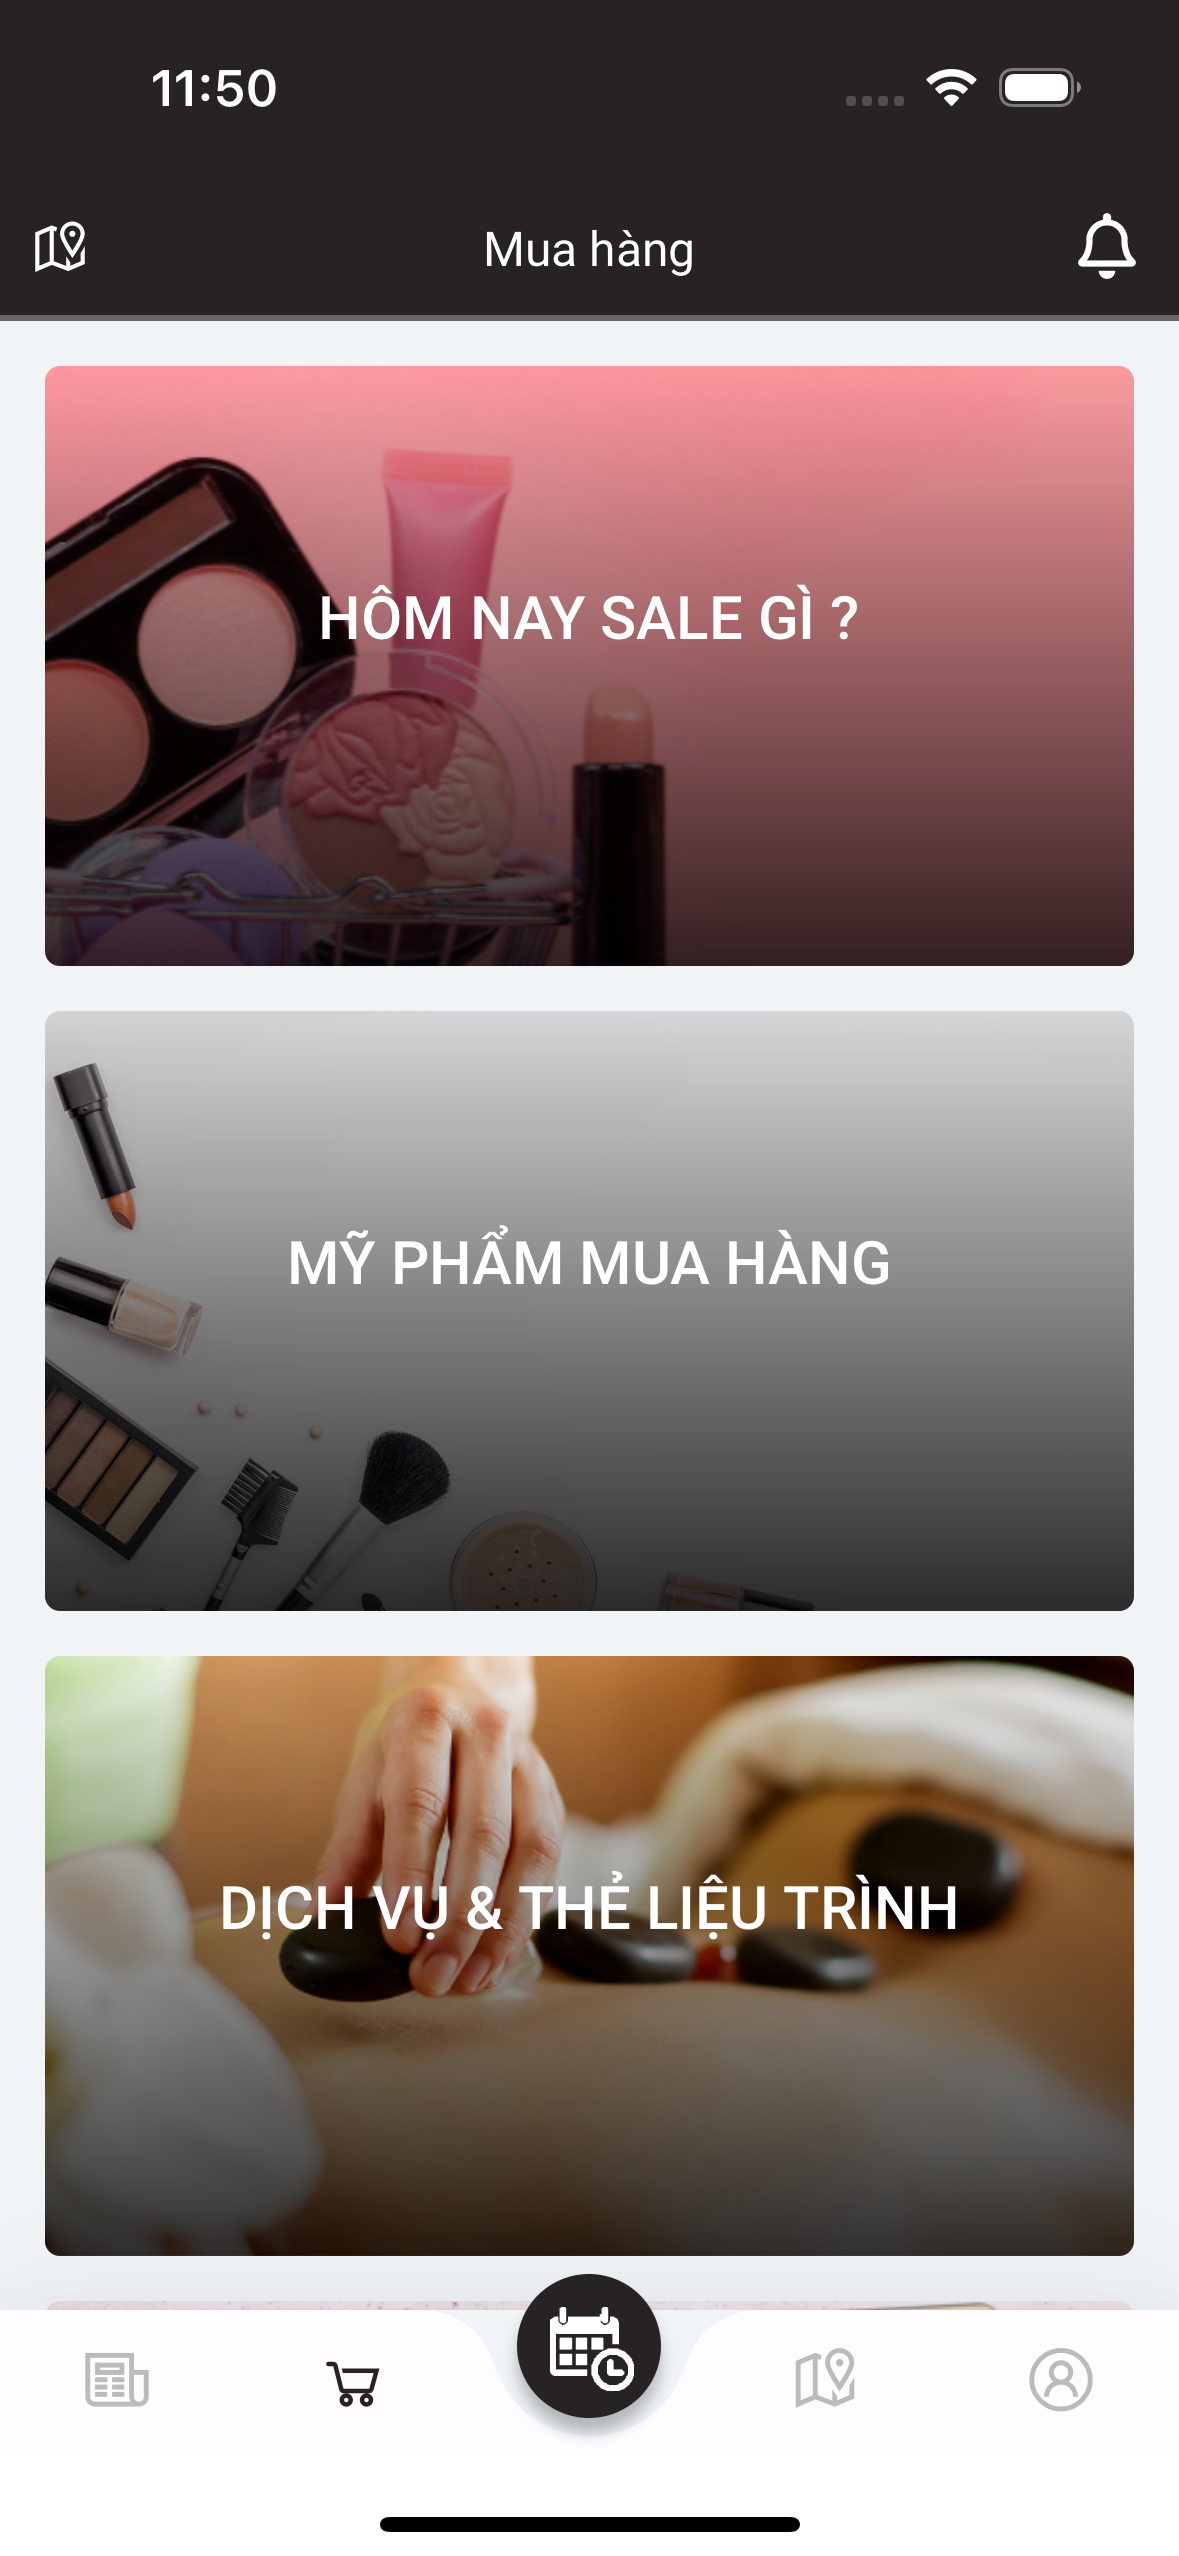 11:50
Mua hàng
HÔM NAY SALE GÌ ?
MỸ PHẨM MUA HÀNG
DỊCH VỤ & THẺ LIỆU TRÌNH